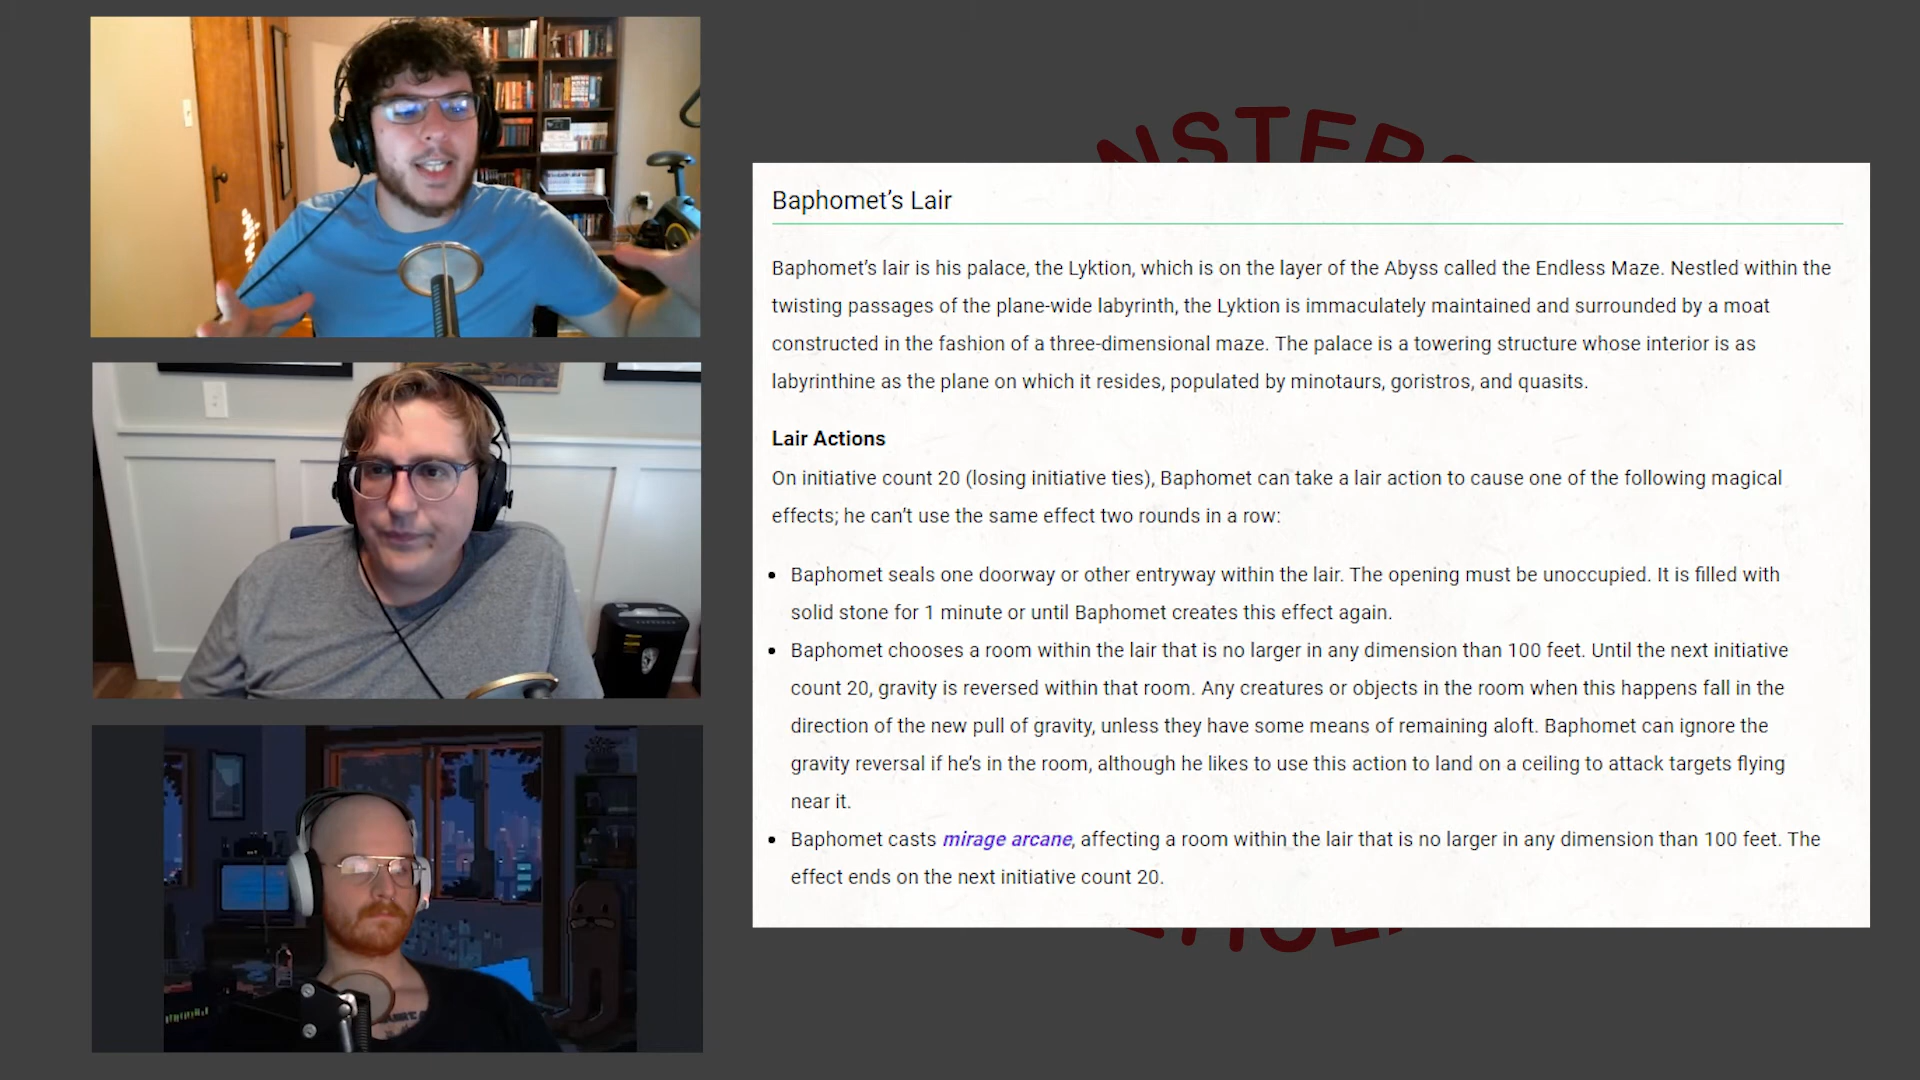 NSTERS
Baphomet’s Lair
Baphomet’s lair is his palace, the Lyktion, which is on the layer of the Abyss called the Endless Maze. Nestled within the
twisting passages of the plane-wide labyrinth, the Lyktion is immaculately maintained and surrounded by a moat
constructed in the fashion of a three-dimensional maze. The palace is a towering structure whose interior is as
labyrinthine as the plane on which it resides, populated by minotaurs, goristros, and quasits.
Lair Actions
On initiative count 20 (losing initiative ties), Baphomet can take a lair action to cause one of the following magical
effects; he can’t use the same effect two rounds in a row:
• Baphomet seals one doorway or other entryway within the lair. The opening must be unoccupied. It is filled with
solid stone for 1 minute or until Baphomet creates this effect again.
• Baphomet chooses a room within the lair that is no larger in any dimension than 100 feet. Until the next initiative
count 20, gravity is reversed within that room. Any creatures or objects in the room when this happens fall in the
direction of the new pull of gravity, unless they have some means of remaining aloft. Baphomet can ignore the
gravity reversal if he’s in the room, although he likes to use this action to land on a ceiling to attack targets flying
near it.
• Baphomet casts mirage arcane, affecting a room within the lair that is no larger in any dimension than 100 feet. The
effect ends on the next initiative count 20.